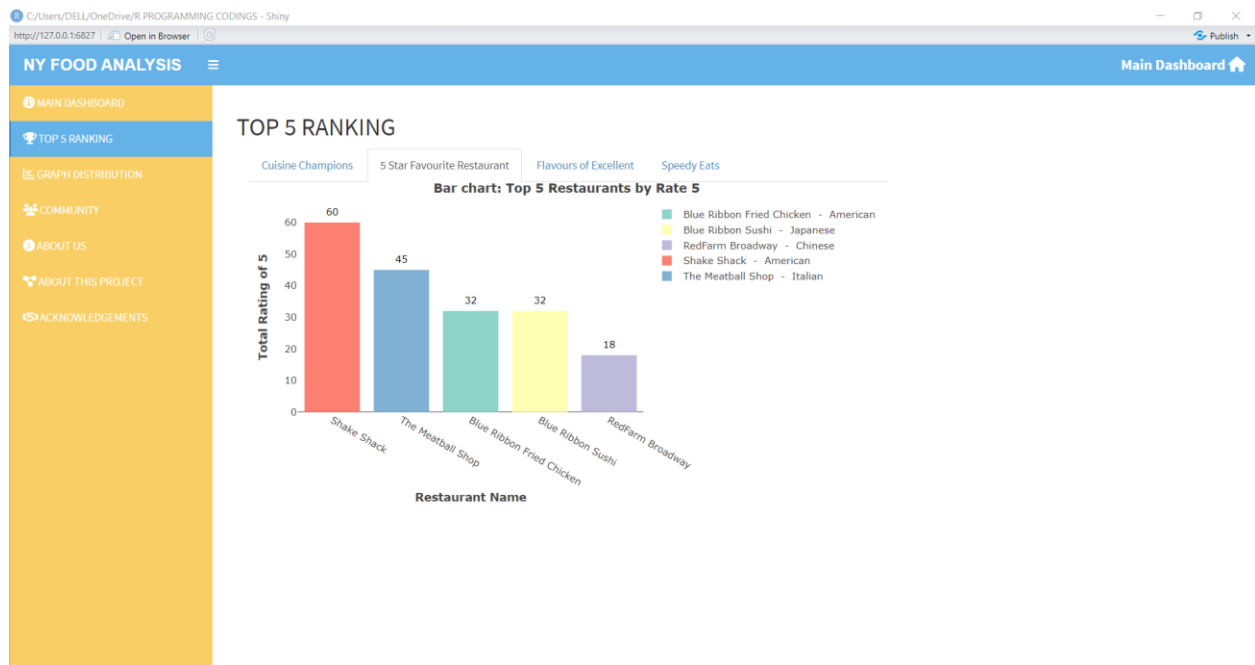 C:/Users/DELL/OneDrive/R PROGRAMMING CODINGS - Shiny
http://127.0.0.1:6827 Open in Browser Publish
NY FOOD ANALYSIS Main Dashboard
MAIN DASHBOARD
TOP 5 RANKING
GRAPH DISTRIBUTION
COMMUNITY
ABOUT US
ABOUT THIS PROJECT
ACKNOWLEDGEMENTS
TOP 5 RANKING
Cuisine Champions 5 Star Favourite Restaurant Flavours of Excellent Speedy Eats
Bar chart: Top 5 Restaurants by Rate 5
Total Rating of 5
60
50
40
30
20
10
0
60
45
32
32
18
Shake Shack
The Meatball Shop
Blue Ribbon Fried Chicken
Blue Ribbon Sushi
RedFarm Broadway
Restaurant Name
Blue Ribbon Fried Chicken - American
Blue Ribbon Sushi - Japanese
RedFarm Broadway - Chinese
Shake Shack - American
The Meatball Shop - Italian